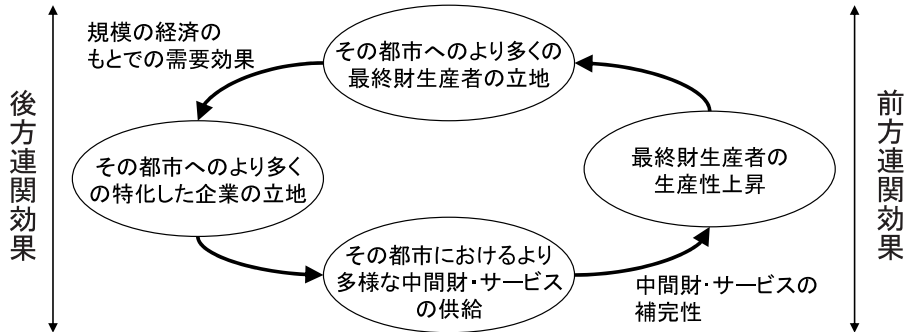 規模の経済の
もとでの需要効果
その都市へのより多くの
最終財生産者の立地
後方連関効果
前方連関効果
その都市へのより多く
の特化した企業の立地
最終財生産者の
生産性上昇
その都市におけるより
多様な中間財・サービス
の供給
中間財・サービスの
補完性